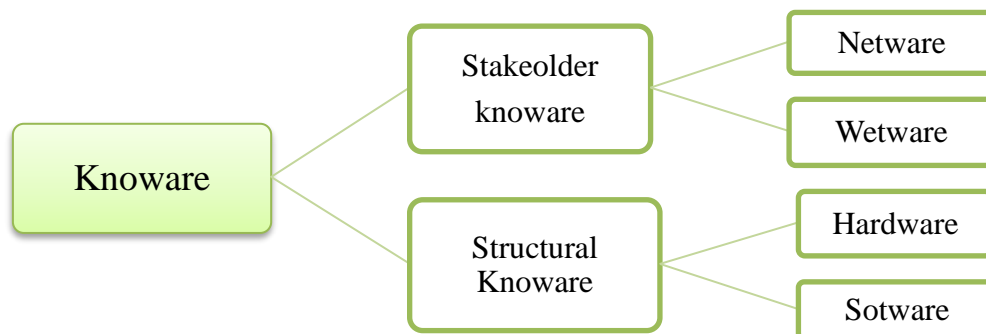 Knoware
Stakeolder
knoware
Netware
Wetware
Structural
Knoware
Hardware
Sotware